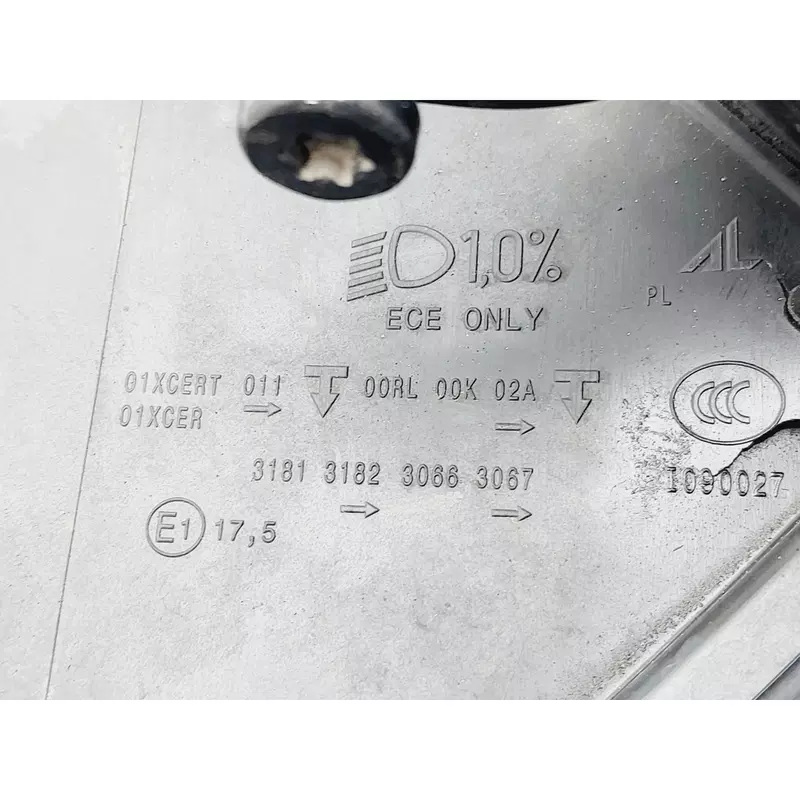 1,0%
ECE ONLY
AL
PL
01XCERT 011 → 00RL 00K 02A
01XCER →
CCC
3181 3182 3066 3067
→ →
I090027
E1 17,5